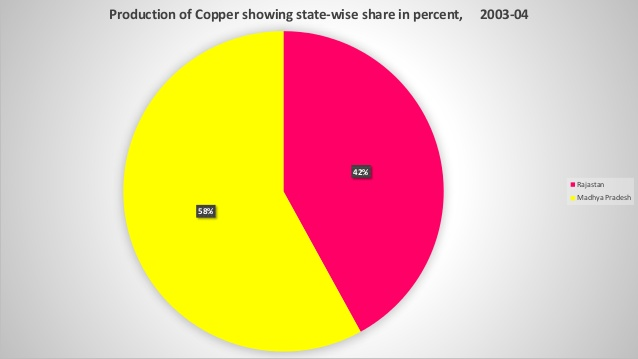 Production of Copper showing state-wise share in percent, 2003-04
42%
58%
Rajastan
Madhya Pradesh